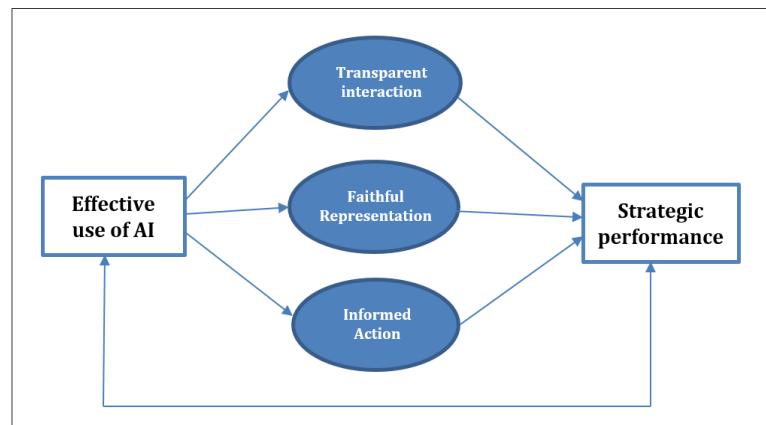 Transparent
interaction
Effective
use of AI
Faithful
Representation
Strategic
performance
Informed
Action